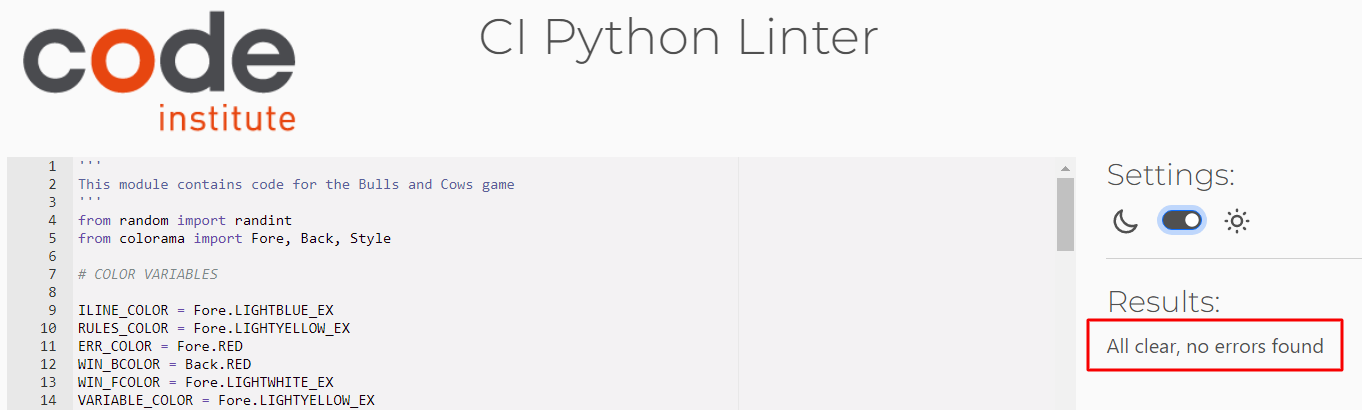 code
institute
CI Python Linter
1 '''
2 This module contains code for the Bulls and Cows game
3 '''
4 from random import randint
5 from colorama import Fore, Back, Style
6
7 # COLOR VARIABLES
8
9 ILINE_COLOR = Fore.LIGHTBLUE_EX
10 RULES_COLOR = Fore.LIGHTYELLOW_EX
11 ERR_COLOR = Fore.RED
12 WIN_BCOLOR = Back.RED
13 WIN_FCOLOR = Fore.LIGHTWHITE_EX
14 VARIABLE_COLOR = Fore.LIGHTYELLOW_EX
Settings:
Results:
All clear, no errors found